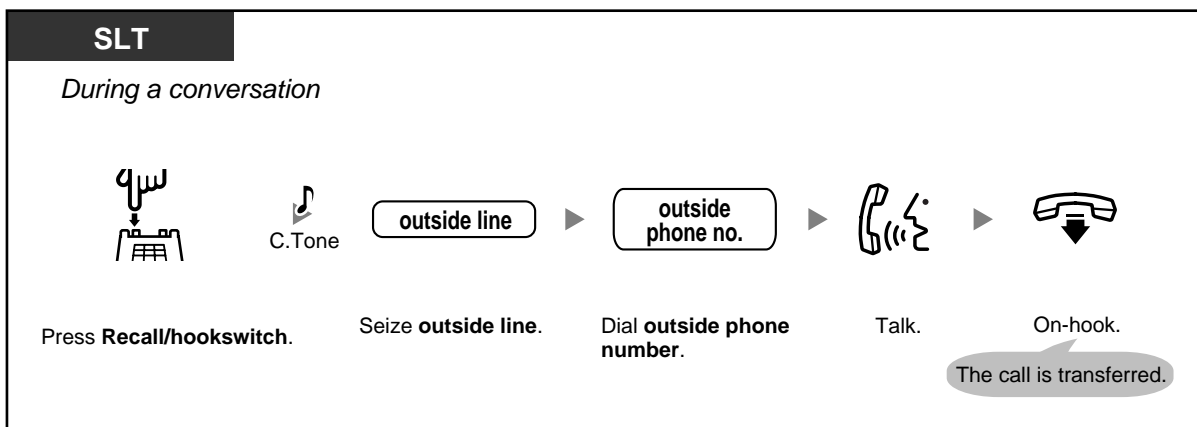 SLT
During a conversation
C.Tone
outside line
outside
phone no.
Press Recall/hookswitch.
Seize outside line.
Dial outside phone
number.
Talk.
On-hook.
The call is transferred.